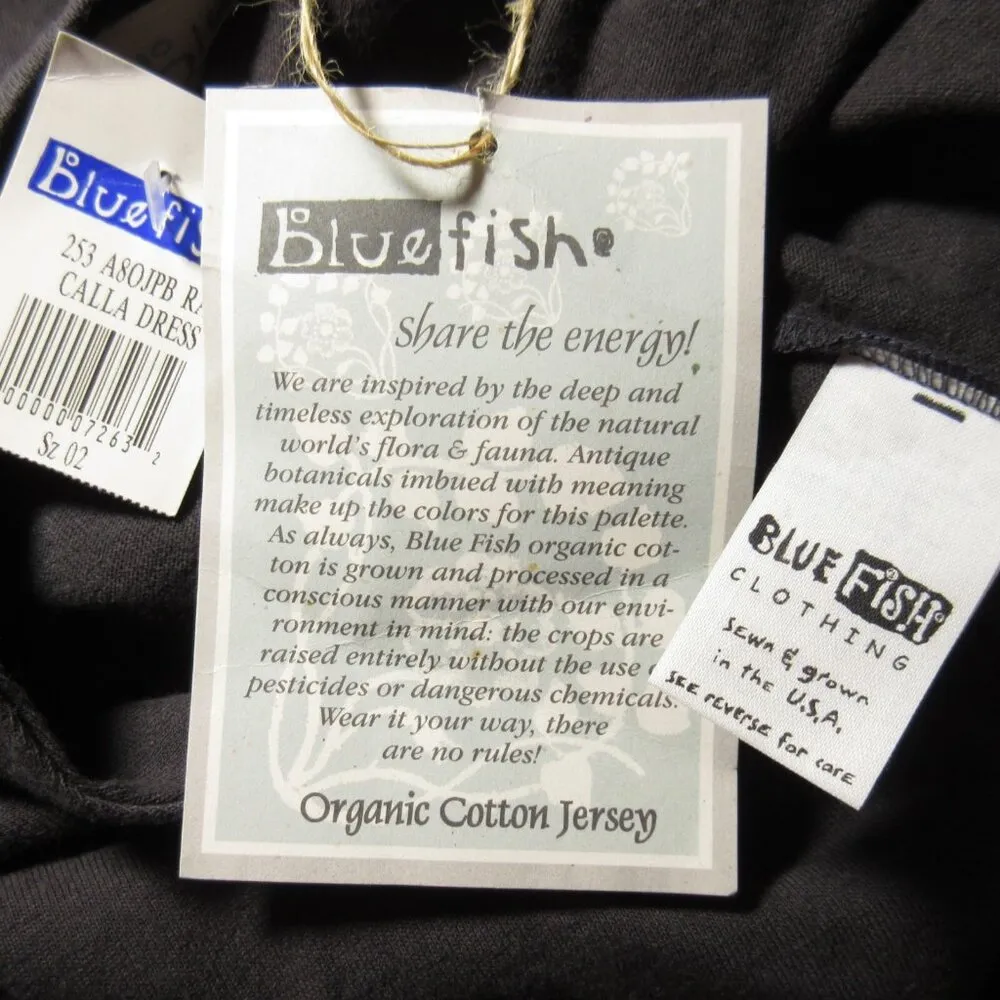 Bluefis
253 A80JPB RA
CALLA DRESS
00000072632
Sz 02
Bluefish®
Share the energy!
We are inspired by the deep and
timeless exploration of the natural
world's flora & fauna. Antique
botanicals imbued with meaning
make up the colors for this palette.
As always, Blue Fish organic cot-
ton is grown and processed in a
conscious manner with our envi-
ronment in mind: the crops are
raised entirely without the use
pesticides or dangerous chemicals.
Wear it your way, there
are no rules!
Organic Cotton Jersey
BLUE FISH
CLOTHING
SEWN & grown
in the U.S.A.
SEE reverse for care